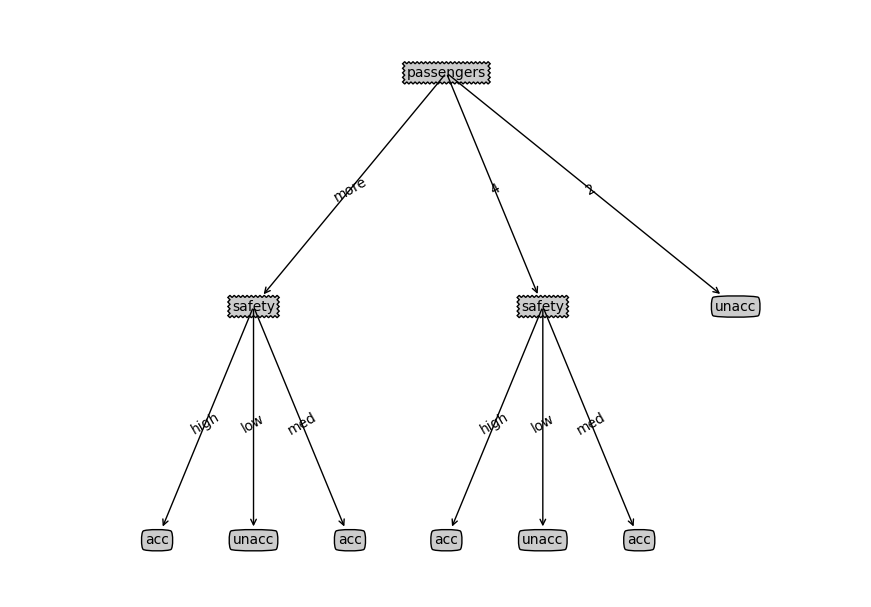 passengers
more
4
2
safety
safety
unacc
high
low
med
high
low
med
acc
unacc
acc
acc
unacc
acc